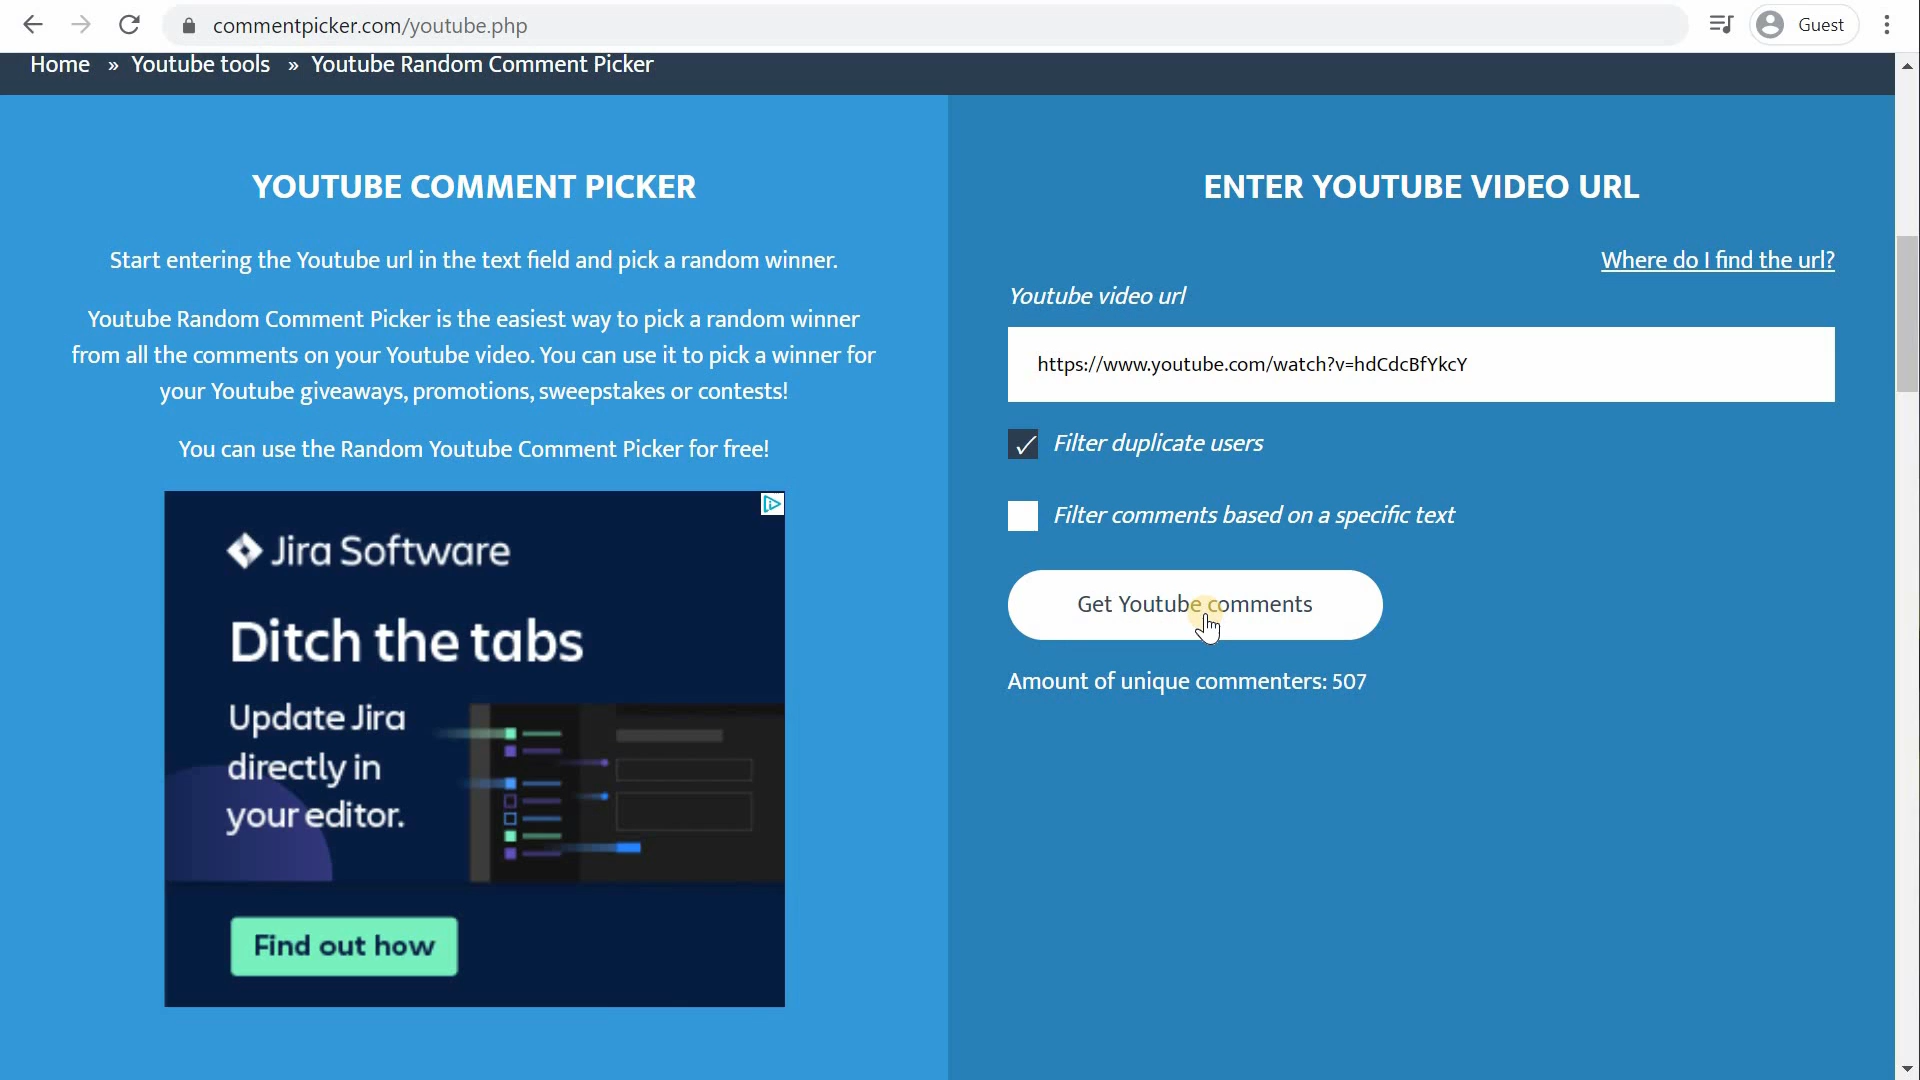 commentpicker.com/youtube.php
Guest
Home » Youtube tools » Youtube Random Comment Picker
YOUTUBE COMMENT PICKER
Start entering the Youtube url in the text field and pick a random winner.
Youtube Random Comment Picker is the easiest way to pick a random winner
from all the comments on your Youtube video. You can use it to pick a winner for
your Youtube giveaways, promotions, sweepstakes or contests!
You can use the Random Youtube Comment Picker for free!
Jira Software
Ditch the tabs
Update Jira
directly in
your editor.
Find out how
ENTER YOUTUBE VIDEO URL
Where do I find the url?
Youtube video url
https://www.youtube.com/watch?v=hdCdcBfYkcY
Filter duplicate users
Filter comments based on a specific text
Get Youtube comments
Amount of unique commenters: 507